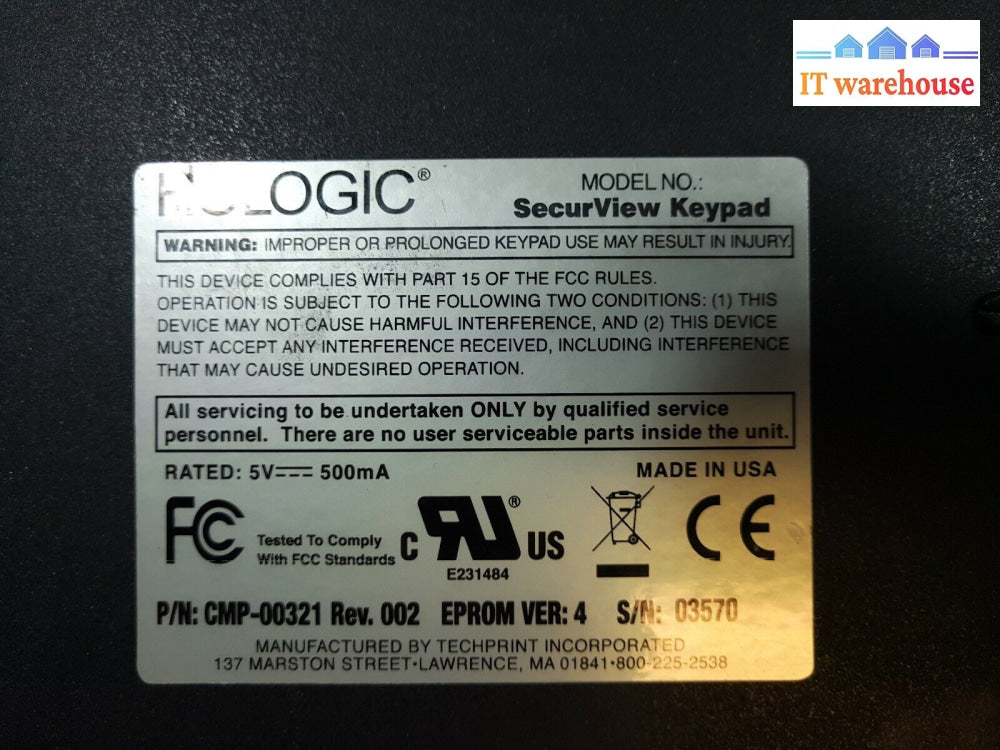 IT warehouse
HOLOGIC®
MODEL NO.:
SecurView Keypad
WARNING: IMPROPER OR PROLONGED KEYPAD USE MAY RESULT IN INJURY.
THIS DEVICE COMPLIES WITH PART 15 OF THE FCC RULES.
OPERATION IS SUBJECT TO THE FOLLOWING TWO CONDITIONS: (1) THIS
DEVICE MAY NOT CAUSE HARMFUL INTERFERENCE, AND (2) THIS DEVICE
MUST ACCEPT ANY INTERFERENCE RECEIVED, INCLUDING INTERFERENCE
THAT MAY CAUSE UNDESIRED OPERATION.
All servicing to be undertaken ONLY by qualified service
personnel. There are no user serviceable parts inside the unit.
RATED: 5V⎓ 500mA
MADE IN USA
FC
Tested To Comply
With FCC Standards
C RU® US
E231484
CE
P/N: CMP-00321 Rev. 002 EPROM VER: 4 S/N: 03570
MANUFACTURED BY TECHPRINT INCORPORATED
137 MARSTON STREET•LAWRENCE, MA 01841•800-225-2538